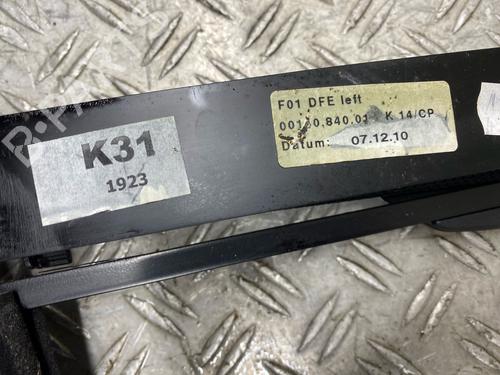 K31
1923
F01 DFE left
K 14/CP
Datum: 07.12.10